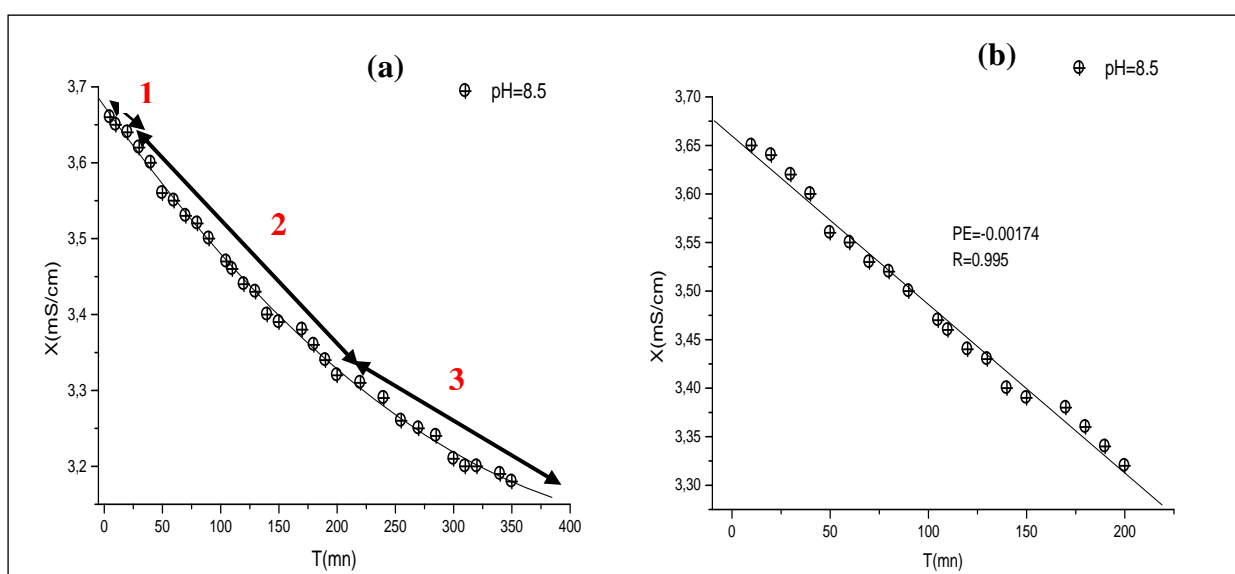 (a)
pH=8.5
3,7
3,6
3,5
3,4
3,3
3,2
X(mS/cm)
1
2
3
0 50 100 150 200 250 300 350 400
T(mn)
(b)
pH=8.5
3,70
3,65
3,60
3,55
3,50
3,45
3,40
3,35
3,30
X(mS/cm)
PE=-0.00174
R=0.995
0 50 100 150 200
T(mn)